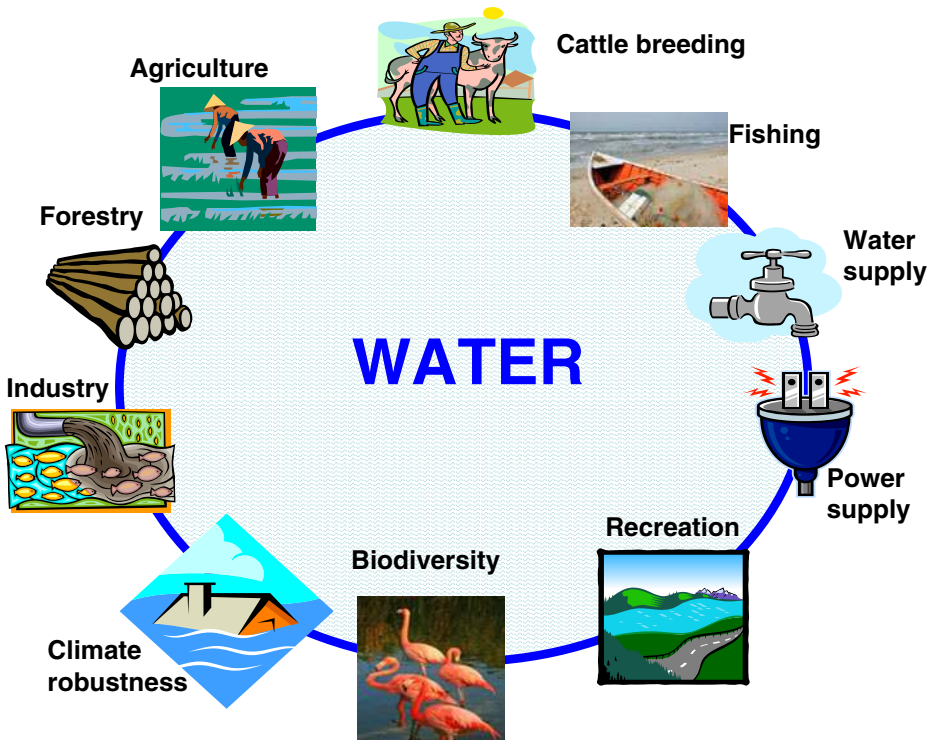 Cattle breeding
Agriculture
Fishing
Forestry
Water
supply
WATER
Industry
Power
supply
Recreation
Biodiversity
Climate
robustness